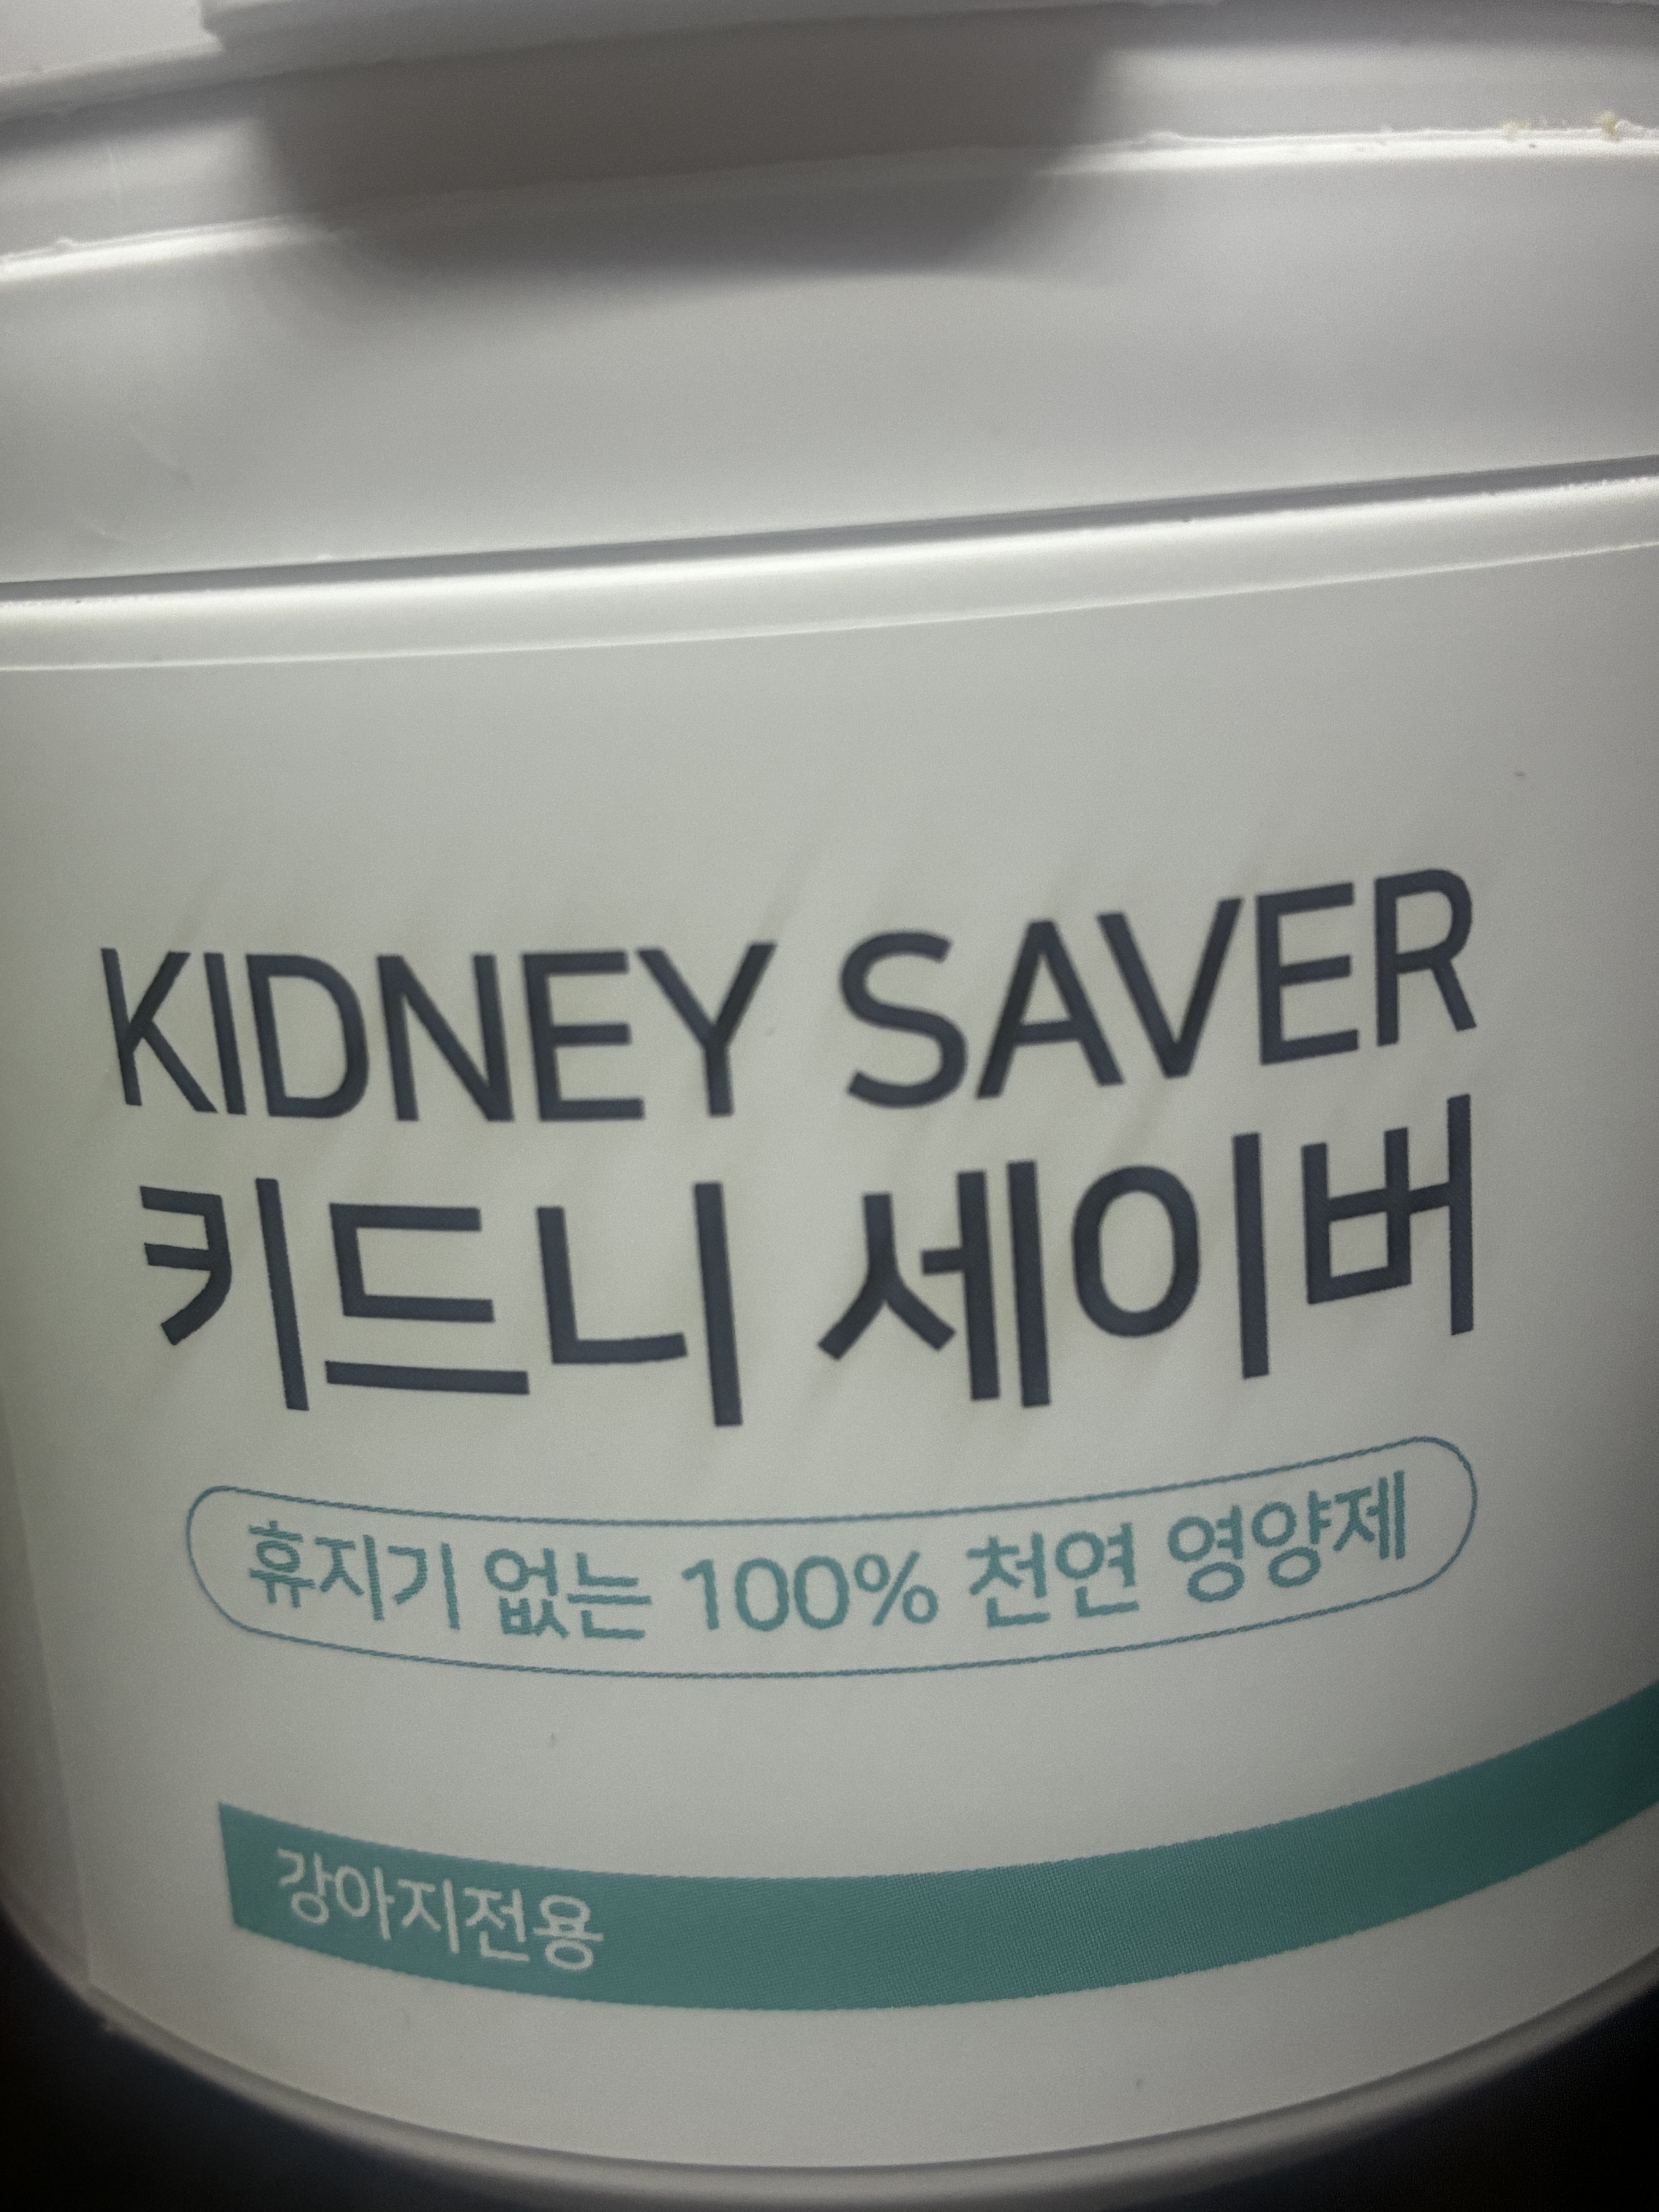 KIDNEY SAVER
키드니 세이버
휴지기 없는 100% 천연 영양제
강아지전용